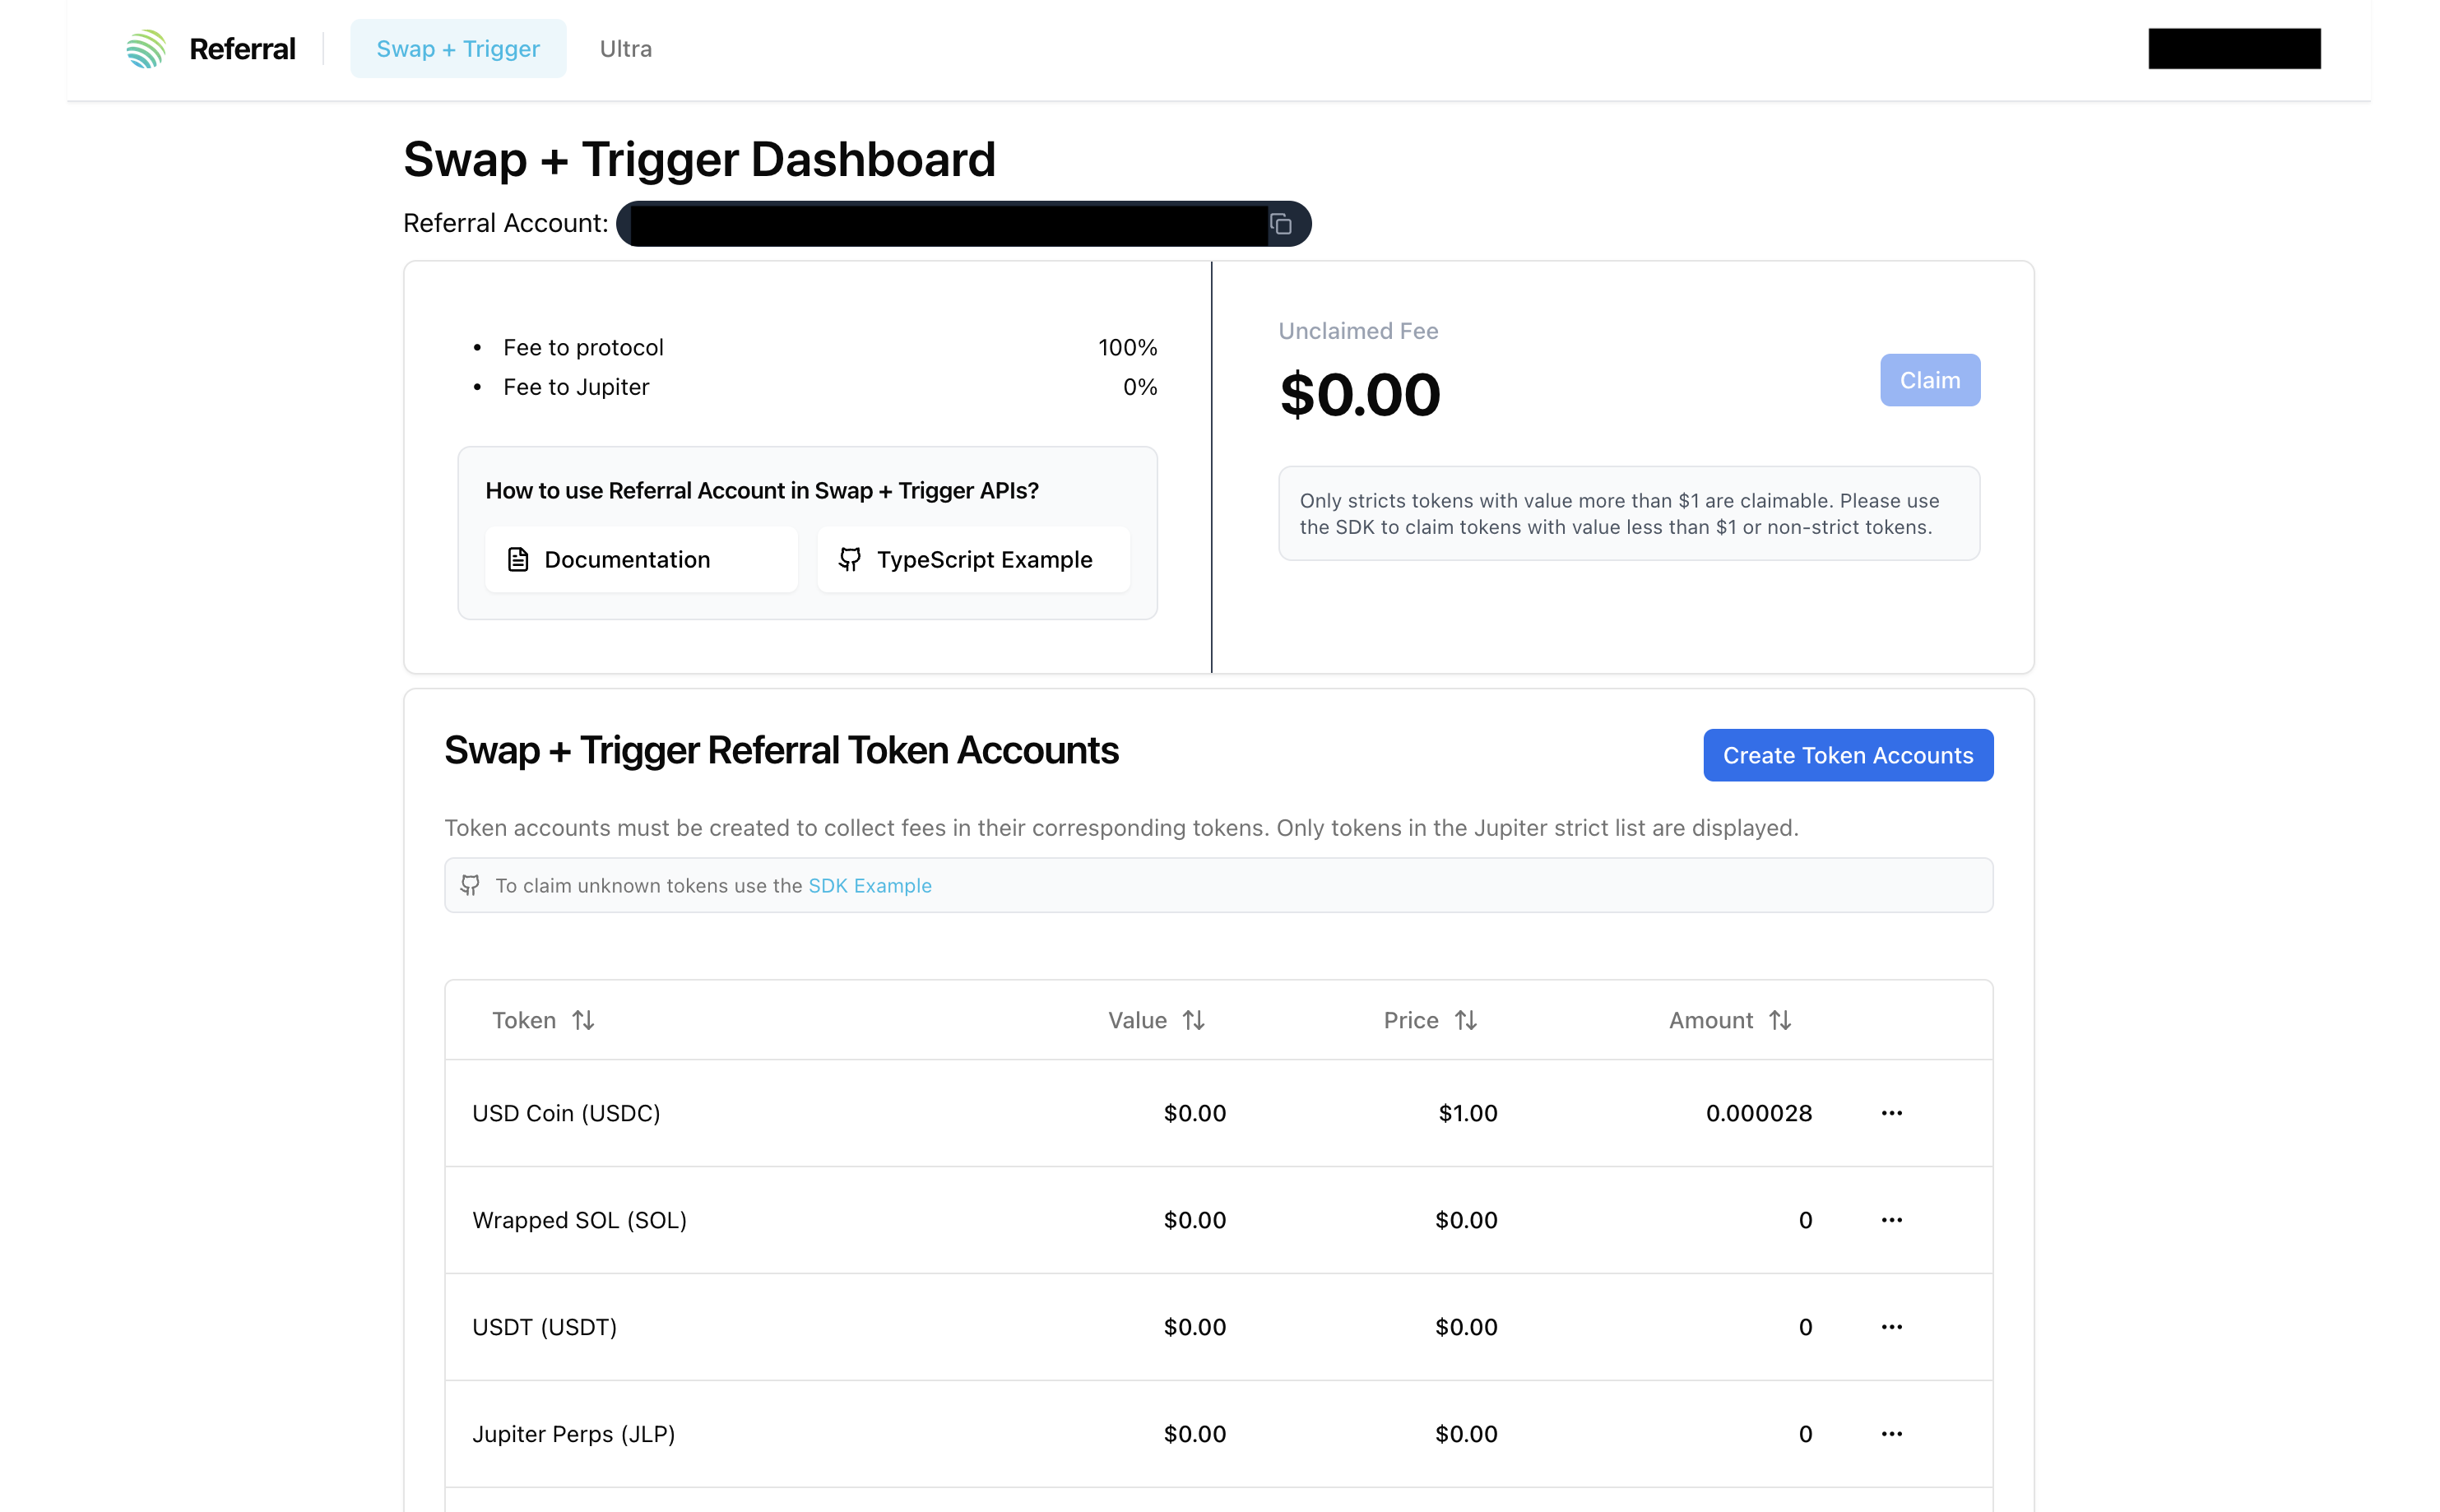 Referral
Swap + Trigger
Ultra
Swap + Trigger Dashboard
Referral Account:
• Fee to protocol 100%
• Fee to Jupiter 0%
How to use Referral Account in Swap + Trigger APIs?
Documentation
TypeScript Example
Unclaimed Fee
$0.00
Claim
Only stricts tokens with value more than $1 are claimable. Please use
the SDK to claim tokens with value less than $1 or non-strict tokens.
Swap + Trigger Referral Token Accounts
Create Token Accounts
Token accounts must be created to collect fees in their corresponding tokens. Only tokens in the Jupiter strict list are displayed.
To claim unknown tokens use the SDK Example
Token Value Price Amount
USD Coin (USDC) $0.00 $1.00 0.000028
Wrapped SOL (SOL) $0.00 $0.00 0
USDT (USDT) $0.00 $0.00 0
Jupiter Perps (JLP) $0.00 $0.00 0